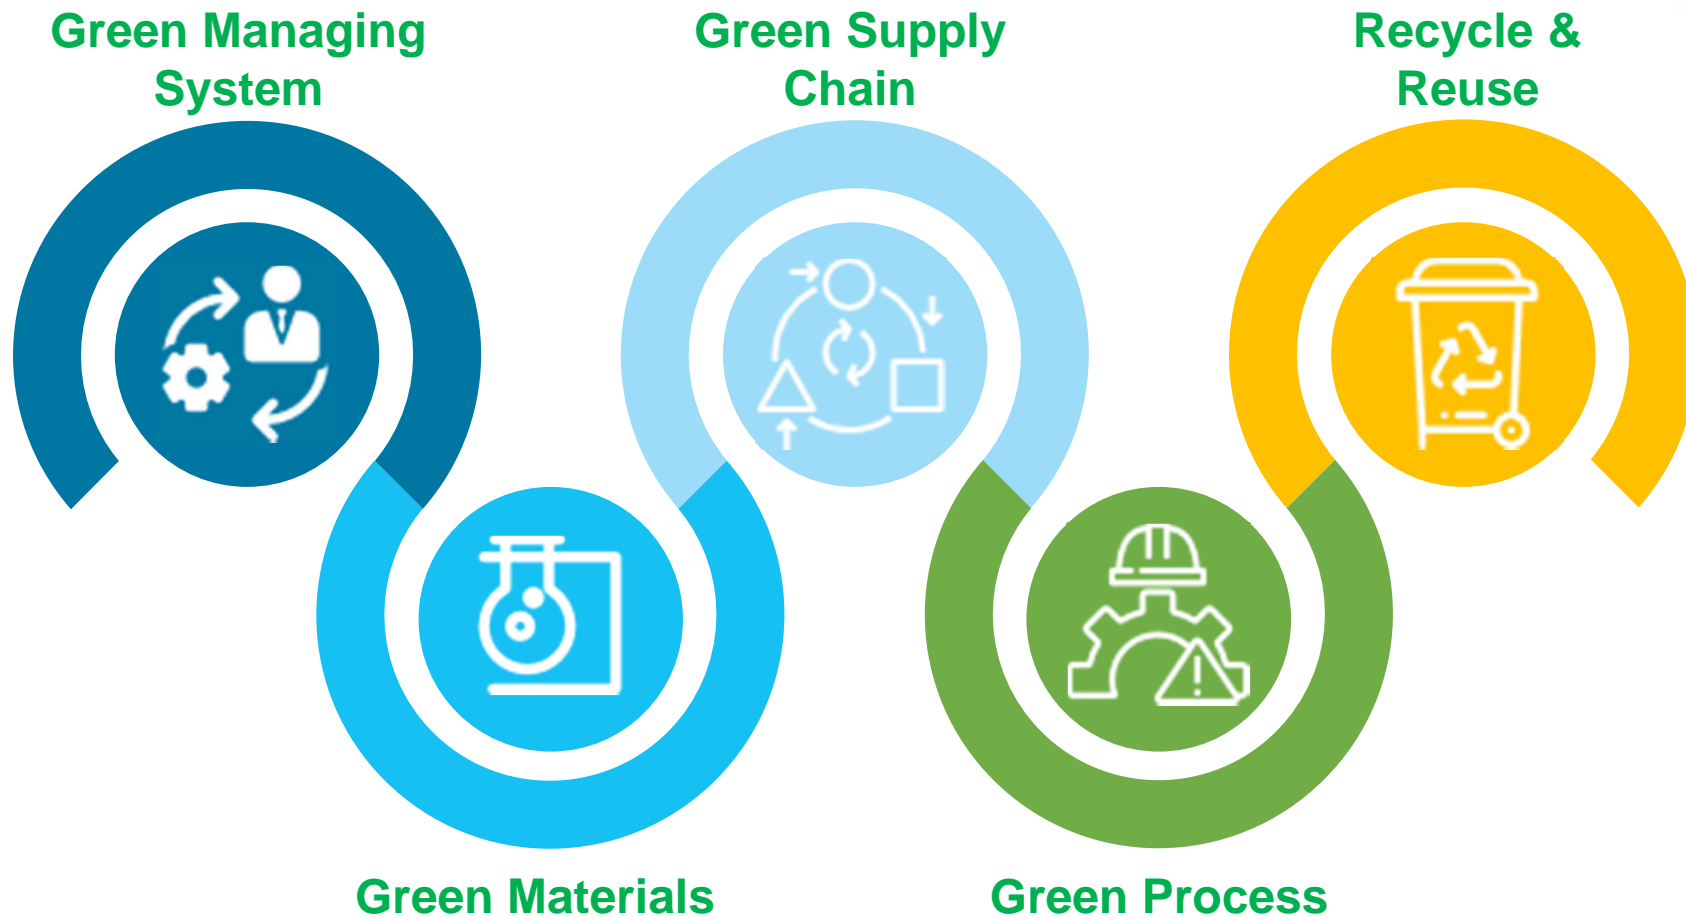 Green Managing
System
Green Supply
Chain
Recycle &
Reuse
Green Materials
Green Process